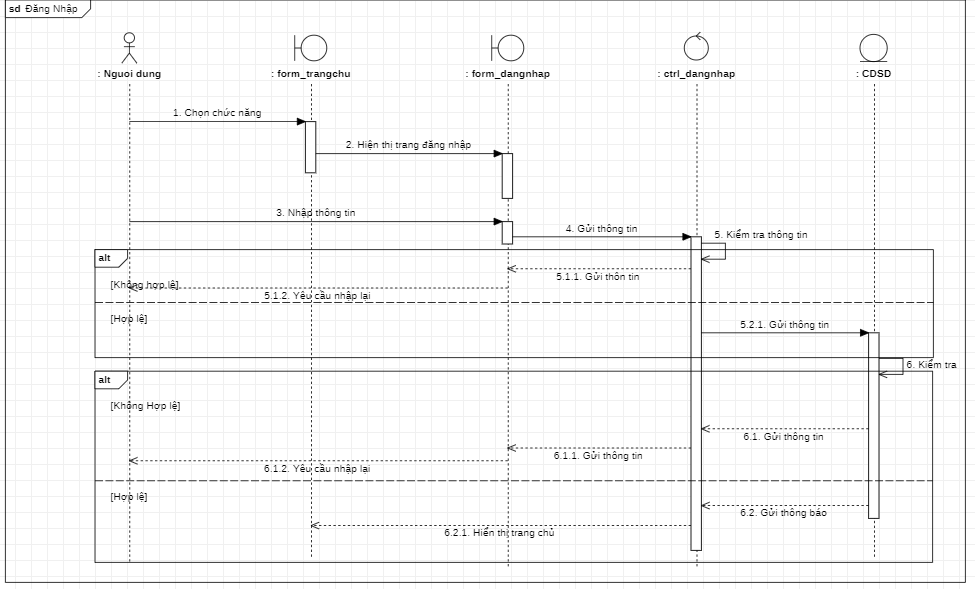 sd Đăng Nhập
: Nguoi dung
: form_trangchu
: form_dangnhap
: ctrl_dangnhap
: CDSD
1. Chọn chức năng
2. Hiện thị trang đăng nhập
3. Nhập thông tin
4. Gửi thông tin
5. Kiểm tra thông tin
alt
5.1.1. Gửi thôn tin
[Không hợp lệ]
5.1.2. Yêu cầu nhập lại
[Hợp lệ]
5.2.1. Gửi thông tin
6. Kiểm tra
alt
[Không Hợp lệ]
6.1. Gửi thông tin
6.1.1. Gửi thông tin
6.1.2. Yêu cầu nhập lại
[Hợp lệ]
6.2. Gửi thông báo
6.2.1. Hiển thị trang chủ